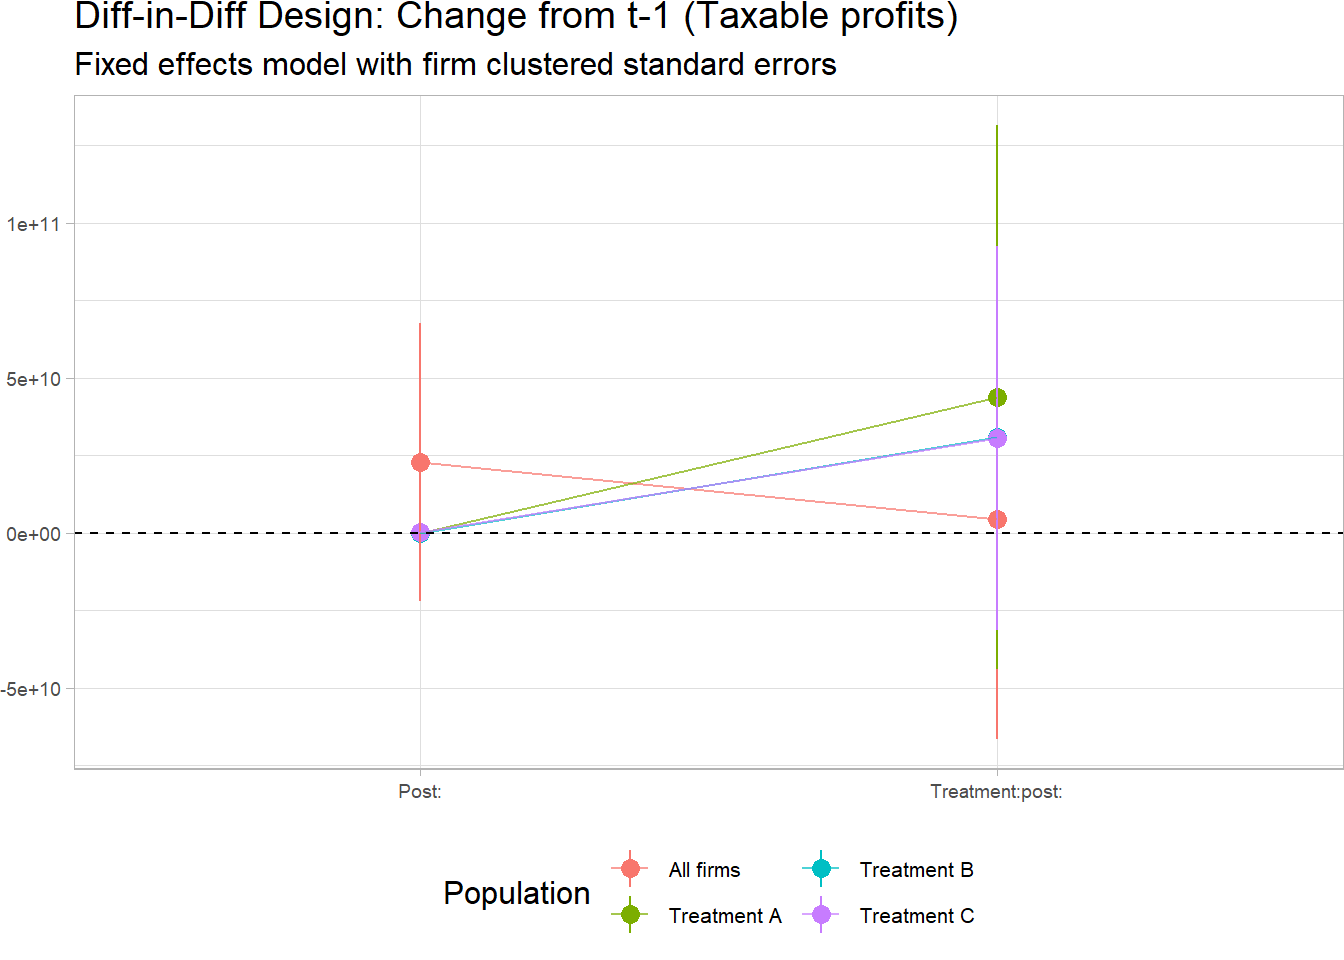 Diff-in-Diff Design: Change from t-1 (Taxable profits)
Fixed effects model with firm clustered standard errors
1e+11
5e+10
0e+00
-5e+10
Post:
Treatment:post:
Population
All firms
Treatment A
Treatment B
Treatment C